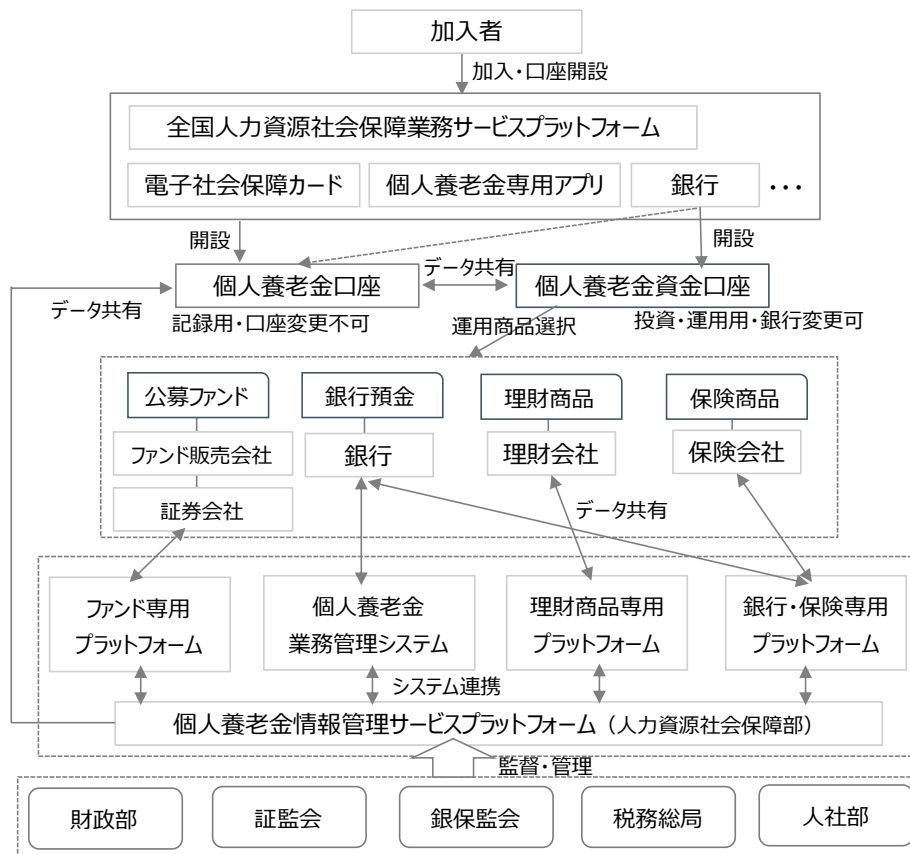 加入者
加入・口座開設
全国人力資源社会保障業務サービスプラットフォーム
電子社会保障カード
個人養老金専用アプリ
銀行
・・・
開設
開設
データ共有
データ共有
個人養老金口座
個人養老金資金口座
記録用・口座変更不可
投資・運用用・銀行変更可
運用商品選択
公募ファンド
銀行預金
理財商品
保険商品
ファンド販売会社
銀行
理財会社
保険会社
証券会社
データ共有
ファンド専用
プラットフォーム
個人養老金
業務管理システム
理財商品専用
プラットフォーム
銀行・保険専用
プラットフォーム
システム連携
個人養老金情報管理サービスプラットフォーム（人力資源社会保障部）
監督・管理
財政部
証監会
銀保監会
税務総局
人社部